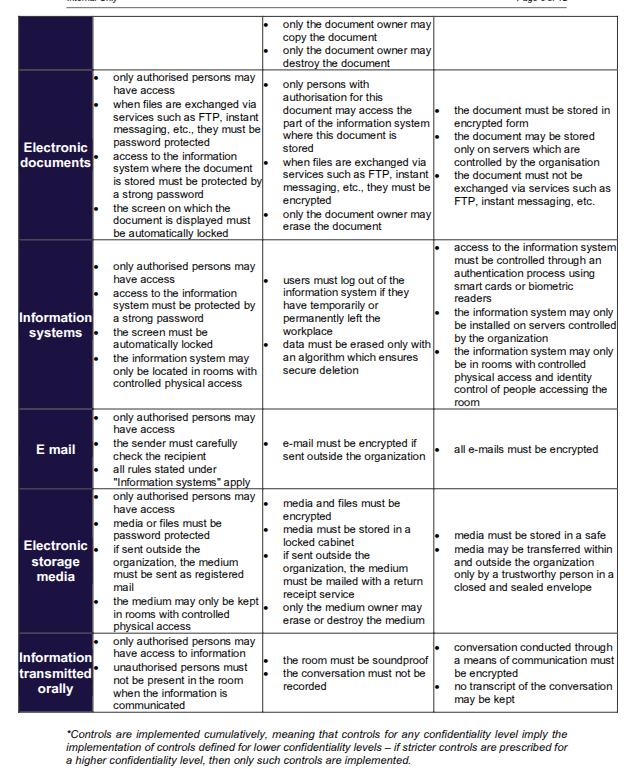 Internal Only
• only the document owner may
copy the document
• only the document owner may
destroy the document
Electronic
documents
• only authorised persons may
have access
• when files are exchanged via
services such as FTP, instant
messaging, etc., they must be
password protected
• access to the information
system where the document
is stored must be protected by
a strong password
• the screen on which the
document is displayed must
be automatically locked
• only persons with
authorisation for this
document may access the
part of the information system
where this document is
stored
• when files are exchanged via
services such as FTP, instant
messaging, etc., they must be
encrypted
• only the document owner may
erase the document
• the document must be stored in
encrypted form
• the document may be stored
only on servers which are
controlled by the organisation
• the document must not be
exchanged via services such as
FTP, instant messaging, etc.
Information
systems
• only authorised persons may
have access
• access to the information
system must be protected by
a strong password
• the screen must be
automatically locked
• the information system may
only be located in rooms with
controlled physical access
• users must log out of the
information system if they
have temporarily or
permanently left the
workplace
• data must be erased only with
an algorithm which ensures
secure deletion
• access to the information system
must be controlled through an
authentication process using
smart cards or biometric
readers
• the information system may only
be installed on servers controlled
by the organization
• the information system may only
be in rooms with controlled
physical access and identity
control of people accessing the
room
E mail
• only authorised persons may
have access
• the sender must carefully
check the recipient
• all rules stated under
"Information systems" apply
• e-mail must be encrypted if
sent outside the organization
• all e-mails must be encrypted
Electronic
storage
media
• only authorised persons may
have access
• media or files must be
password protected
• if sent outside the
organization, the medium
must be sent as registered
mail
• the medium may only be kept
in rooms with controlled
physical access
• media and files must be
encrypted
• media must be stored in a
locked cabinet
• if sent outside the
organization, the medium
must be mailed with a return
receipt service
• only the medium owner may
erase or destroy the medium
• media must be stored in a safe
• media may be transferred within
and outside the organization
only by a trustworthy person in a
closed and sealed envelope
Information
transmitted
orally
• only authorised persons may
have access to information
• unauthorised persons must
not be present in the room
when the information is
communicated
• the room must be soundproof
• the conversation must not be
recorded
• conversation conducted through
a means of communication must
be encrypted
• no transcript of the conversation
may be kept
*Controls are implemented cumulatively, meaning that controls for any confidentiality level imply the
implementation of controls defined for lower confidentiality levels – if stricter controls are prescribed for
a higher confidentiality level, then only such controls are implemented.